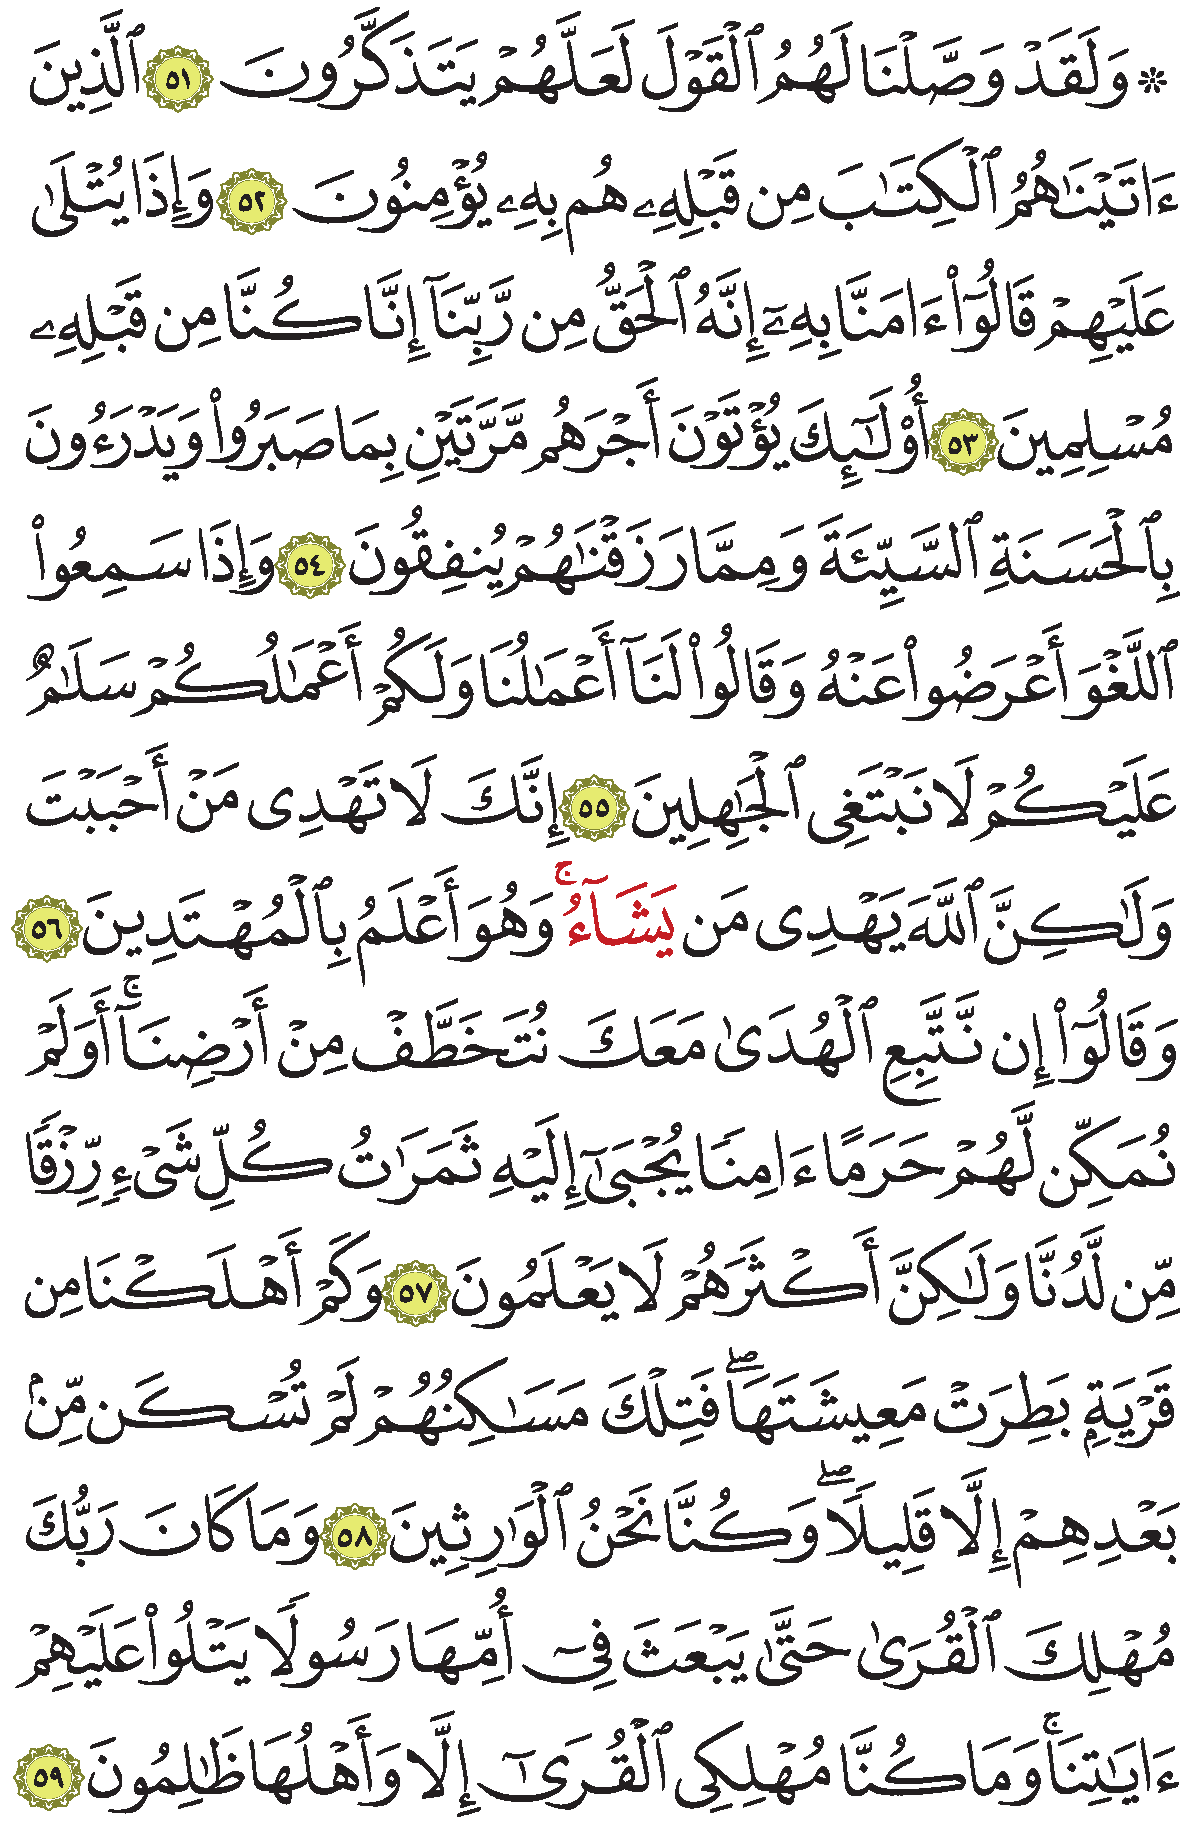 ۞ وَلَقَدْ وَصَّلْنَا لَهُمُ ٱلْقَوْلَ لَعَلَّهُمْ يَتَذَكَّرُونَ ٥١ ٱلَّذِينَ
ءَاتَيْنَٰهُمُ ٱلْكِتَٰبَ مِن قَبْلِهِۦ هُم بِهِۦ يُؤْمِنُونَ ٥٢ وَإِذَا يُتْلَىٰ
عَلَيْهِمْ قَالُوٓا۟ ءَامَنَّا بِهِۦٓ إِنَّهُ ٱلْحَقُّ مِن رَّبِّنَآ إِنَّا كُنَّا مِن قَبْلِهِۦ
مُسْلِمِينَ ٥٣ أُو۟لَٰٓئِكَ يُؤْتَوْنَ أَجْرَهُم مَّرَّتَيْنِ بِمَا صَبَرُوا۟ وَيَدْرَءُونَ
بِٱلْحَسَنَةِ ٱلسَّيِّئَةَ وَمِمَّا رَزَقْنَٰهُمْ يُنفِقُونَ ٥٤ وَإِذَا سَمِعُوا۟
ٱللَّغْوَ أَعْرَضُوا۟ عَنْهُ وَقَالُوا۟ لَنَآ أَعْمَٰلُنَا وَلَكُمْ أَعْمَٰلُكُمْ سَلَٰمٌ
عَلَيْكُمْ لَا نَبْتَغِى ٱلْجَٰهِلِينَ ٥٥ إِنَّكَ لَا تَهْدِى مَنْ أَحْبَبْتَ
وَلَٰكِنَّ ٱللَّهَ يَهْدِى مَن يَشَآءُ ۚ وَهُوَ أَعْلَمُ بِٱلْمُهْتَدِينَ ٥٦
وَقَالُوٓا۟ إِن نَّتَّبِعِ ٱلْهُدَىٰ مَعَكَ نُتَخَطَّفْ مِنْ أَرْضِنَآ ۚ أَوَلَمْ
نُمَكِّن لَّهُمْ حَرَمًا ءَامِنًا يُجْبَىٰٓ إِلَيْهِ ثَمَرَٰتُ كُلِّ شَىْءٍ رِّزْقًا
مِّن لَّدُنَّا وَلَٰكِنَّ أَكْثَرَهُمْ لَا يَعْلَمُونَ ٥٧ وَكَمْ أَهْلَكْنَا مِن
قَرْيَةٍۭ بَطِرَتْ مَعِيشَتَهَا ۖ فَتِلْكَ مَسَٰكِنُهُمْ لَمْ تُسْكَن مِّنۢ
بَعْدِهِمْ إِلَّا قَلِيلًا ۖ وَكُنَّا نَحْنُ ٱلْوَٰرِثِينَ ٥٨ وَمَا كَانَ رَبُّكَ
مُهْلِكَ ٱلْقُرَىٰ حَتَّىٰ يَبْعَثَ فِىٓ أُمِّهَا رَسُولًا يَتْلُوا۟ عَلَيْهِمْ
ءَايَٰتِنَا ۚ وَمَا كُنَّا مُهْلِكِى ٱلْقُرَىٰٓ إِلَّا وَأَهْلُهَا ظَٰلِمُونَ ٥٩